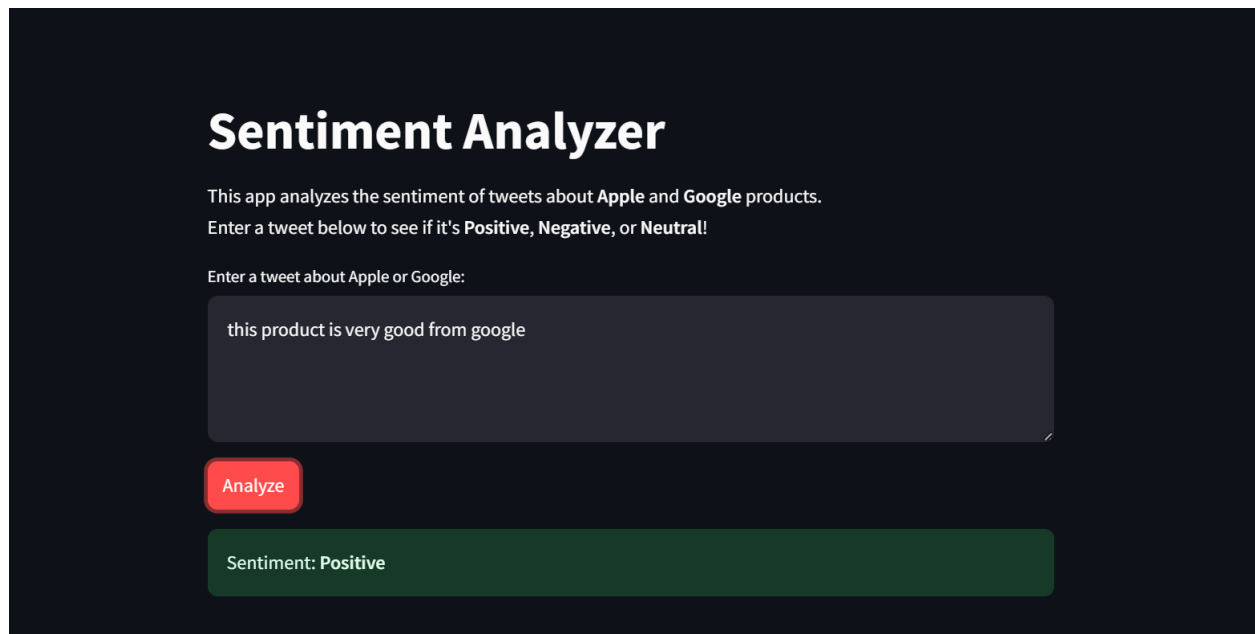 Sentiment Analyzer
This app analyzes the sentiment of tweets about Apple and Google products.
Enter a tweet below to see if it's Positive, Negative, or Neutral!
Enter a tweet about Apple or Google:
this product is very good from google
Analyze
Sentiment: Positive